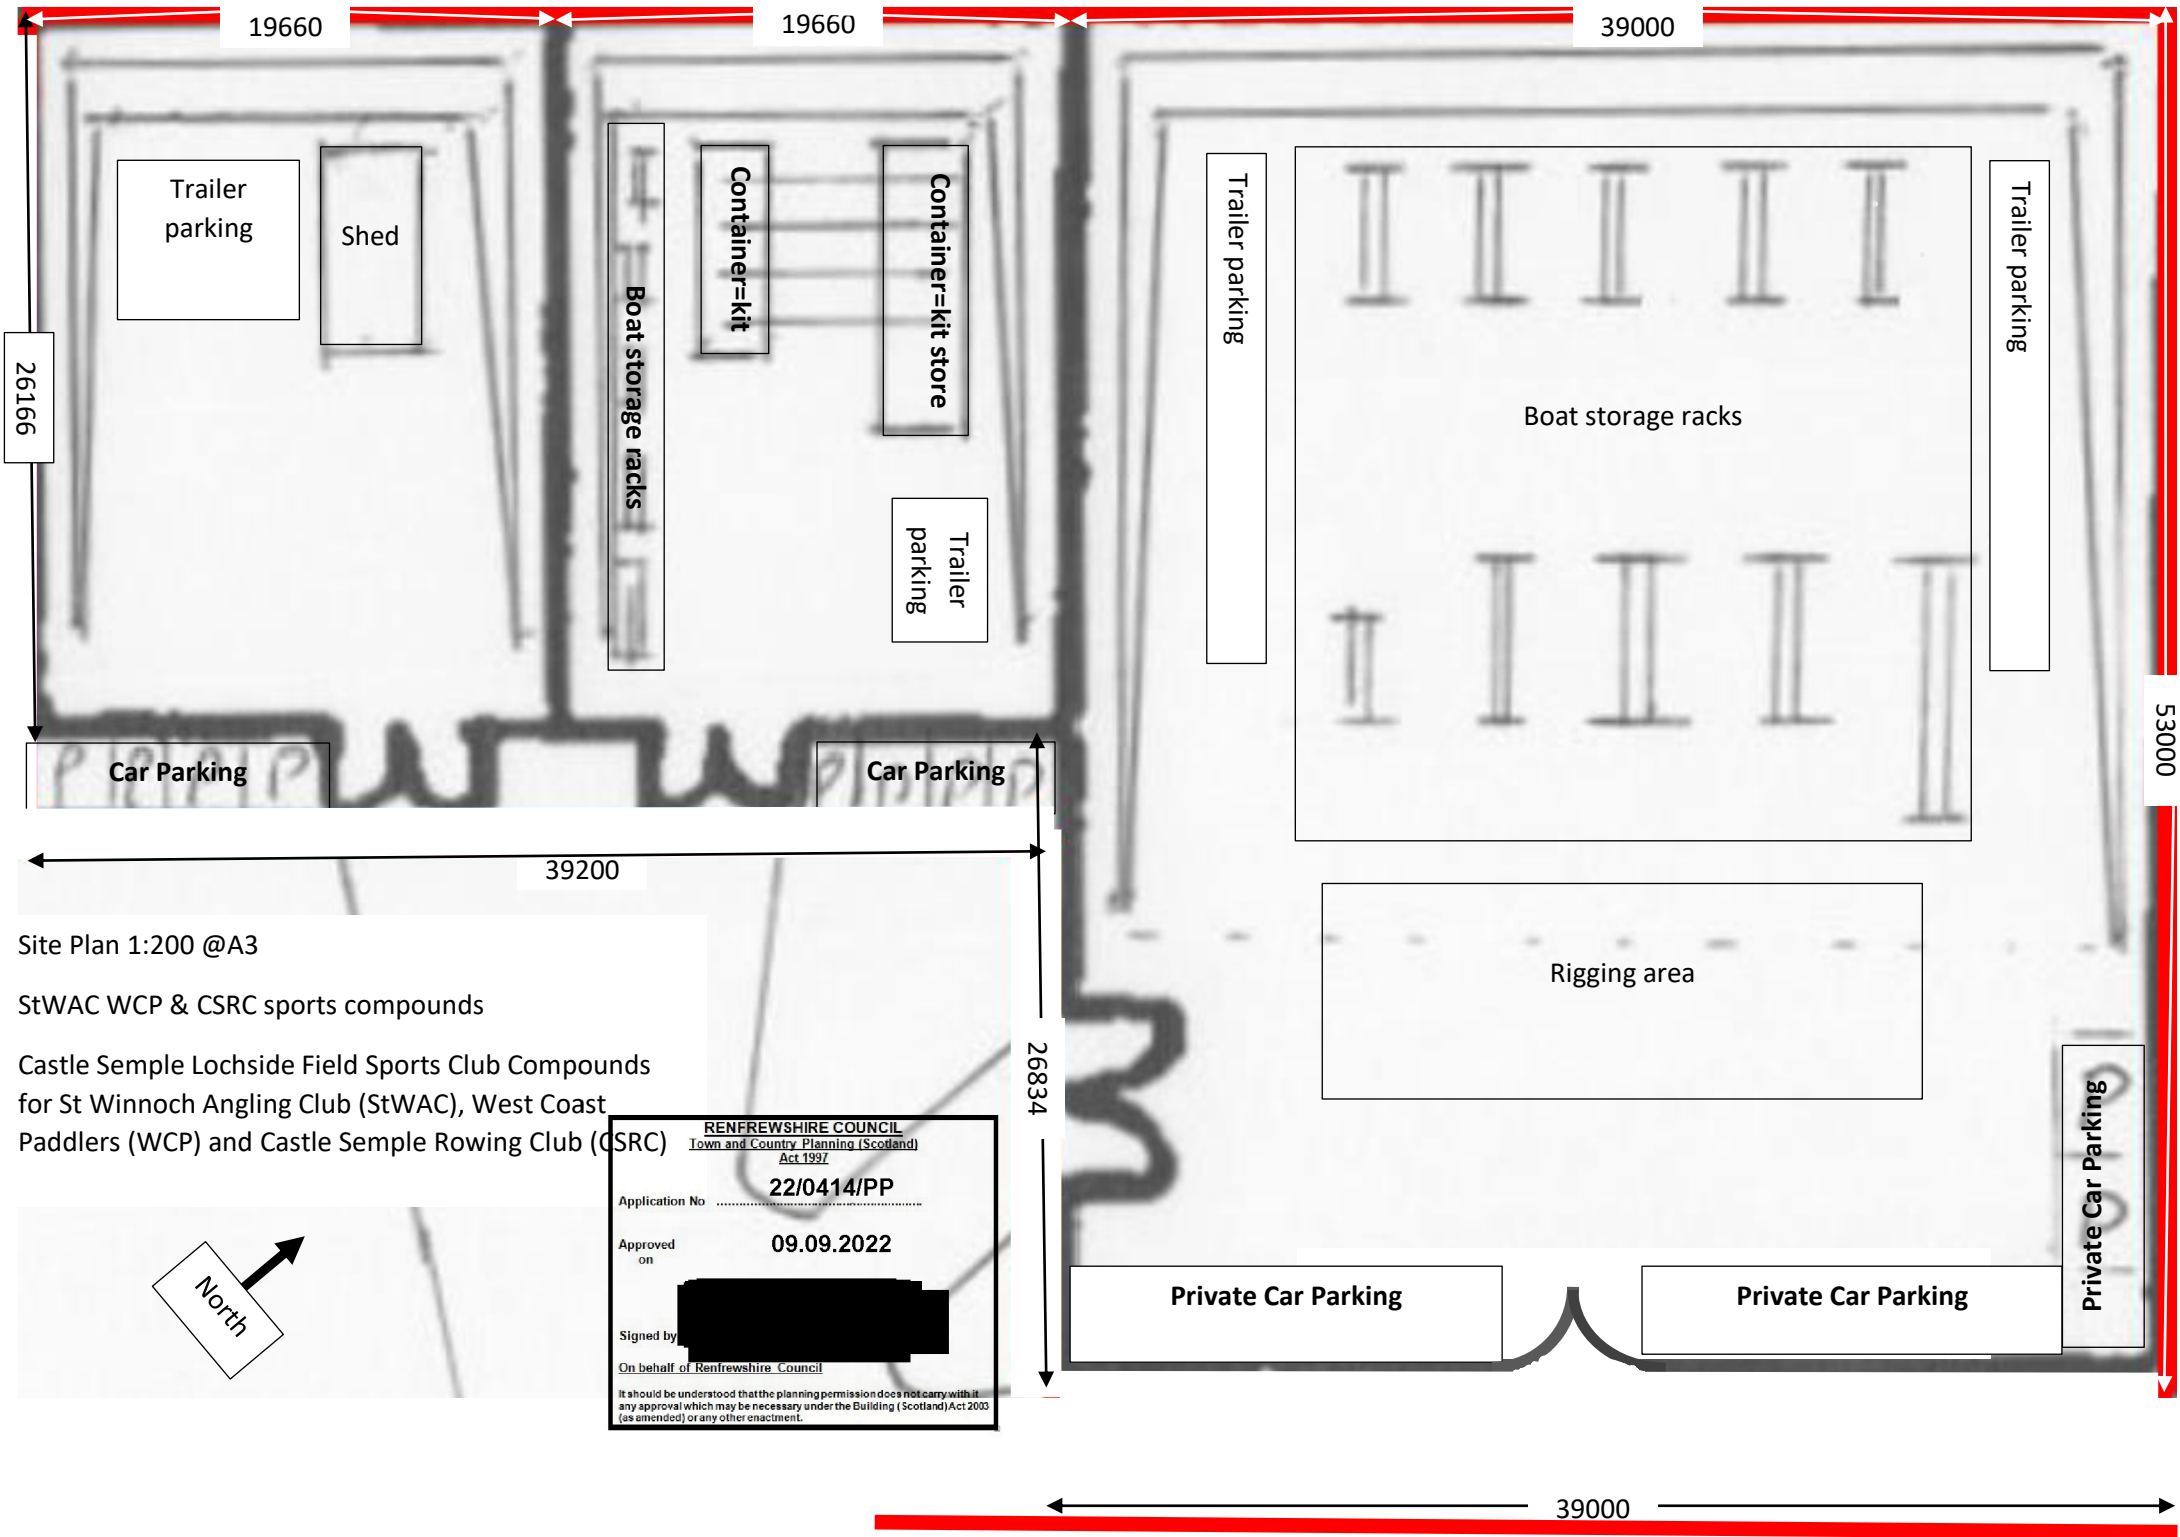 19660
19660
39000
Trailer
parking
Shed
Boat storage racks
Container=kit
Container=kit store
Trailer
parking
Trailer parking
Boat storage racks
Trailer parking
26166
53000
P P P P
Car Parking
P P P P
Car Parking
39200
Rigging area
26834
Site Plan 1:200 @A3
StWAC WCP & CSRC sports compounds
Castle Semple Lochside Field Sports Club Compounds
for St Winnoch Angling Club (StWAC), West Coast
Paddlers (WCP) and Castle Semple Rowing Club (CSRC)
North
RENFREWSHIRE COUNCIL
Town and Country Planning (Scotland)
Act 1997
Application No 22/0414/PP
Approved
on 09.09.2022
Signed by
On behalf of Renfrewshire Council
It should be understood that the planning permission does not carry with it
any approval which may be necessary under the Building (Scotland) Act 2003
(as amended) or any other enactment.
Private Car Parking
Private Car Parking
Private Car Parking
39000